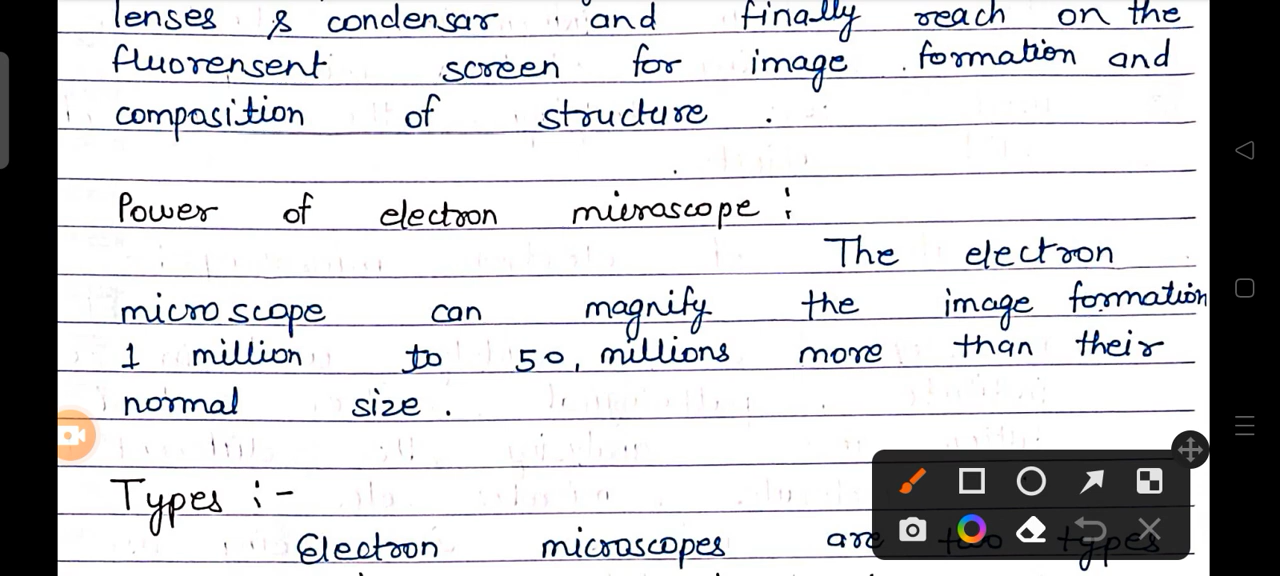 lenses & condensar and finally reach on the
fluorensent screen for image formation and
composition of structure .
Power of electron mierascope :
The electron
microscope can magnify the image formation
1 million to 50, millions more than their
normal size .
Types : -
Electron microscopes are two types